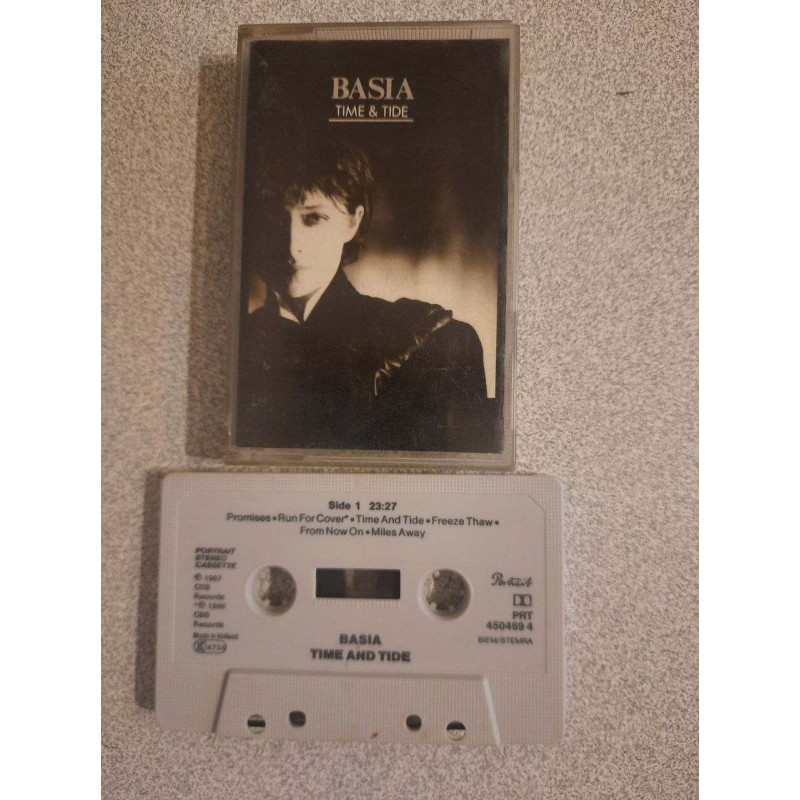 BASIA
TIME & TIDE
Side 1 23:27
Promises • Run For Cover* • Time And Tide • Freeze Thaw •
From Now On • Miles Away
PORTRAIT
STEREO
CASSETTE
℗ 1987
CBS
Records
*℗ 1986
CBS
Records
Made in Holland
4734
Portrait
PRT
450469 4
BIEM/STEMRA
BASIA
TIME AND TIDE